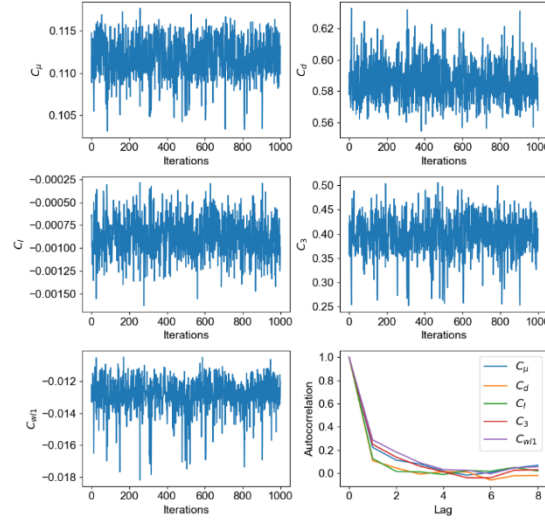 0.115
0.110
0.105
C_μ
0 200 400 600 800 1000
Iterations
0.62
0.60
0.58
0.56
C_d
0 200 400 600 800 1000
Iterations
−0.00025
−0.00050
−0.00075
−0.00100
−0.00125
−0.00150
C_l
0 200 400 600 800 1000
Iterations
0.50
0.45
0.40
0.35
0.30
0.25
C_3
0 200 400 600 800 1000
Iterations
−0.012
−0.014
−0.016
−0.018
C_wl1
0 200 400 600 800 1000
Iterations
1.0
0.8
0.6
0.4
0.2
0.0
Autocorrelation
C_μ
C_d
C_l
C_3
C_wl1
0 2 4 6 8
Lag